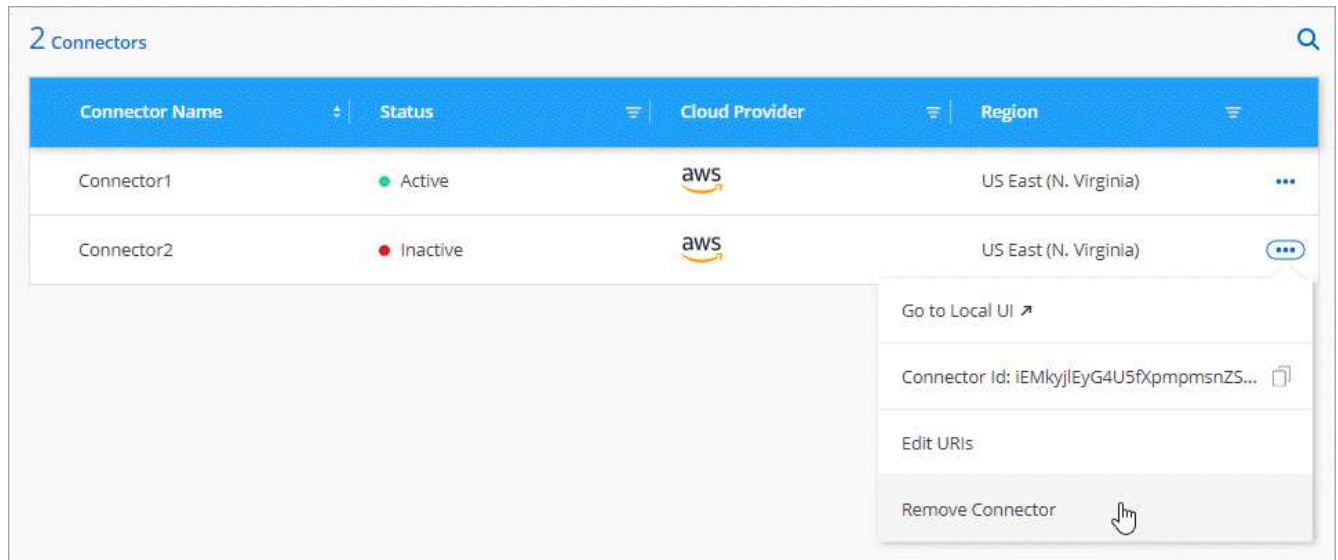 2 Connectors
Connector Name Status Cloud Provider Region
Connector1 Active aws US East (N. Virginia)
Connector2 Inactive aws US East (N. Virginia)
Go to Local UI
Connector Id: iEMkyjlEyG4U5fXpmpmsnZS...
Edit URIs
Remove Connector